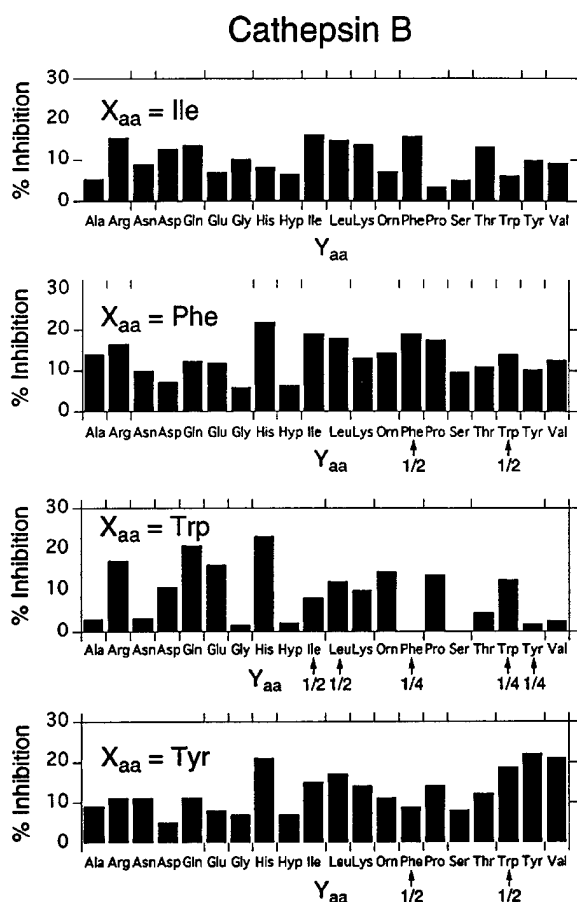 Cathepsin B
% Inhibition
30
20
10
0
Xaa = Ile
Ala Arg Asn Asp Gln Glu Gly His Hyp Ile Leu Lys Orn Phe Pro Ser Thr Trp Tyr Val
Yaa
% Inhibition
30
20
10
0
Xaa = Phe
Ala Arg Asn Asp Gln Glu Gly His Hyp Ile Leu Lys Orn Phe Pro Ser Thr Trp Tyr Val
Yaa
1/2 1/2
% Inhibition
30
20
10
0
Xaa = Trp
Ala Arg Asn Asp Gln Glu Gly His Hyp Ile Leu Lys Orn Phe Pro Ser Thr Trp Tyr Val
Yaa
1/2 1/2 1/4 1/4 1/4
% Inhibition
30
20
10
0
Xaa = Tyr
Ala Arg Asn Asp Gln Glu Gly His Hyp Ile Leu Lys Orn Phe Pro Ser Thr Trp Tyr Val
Yaa
1/2 1/2